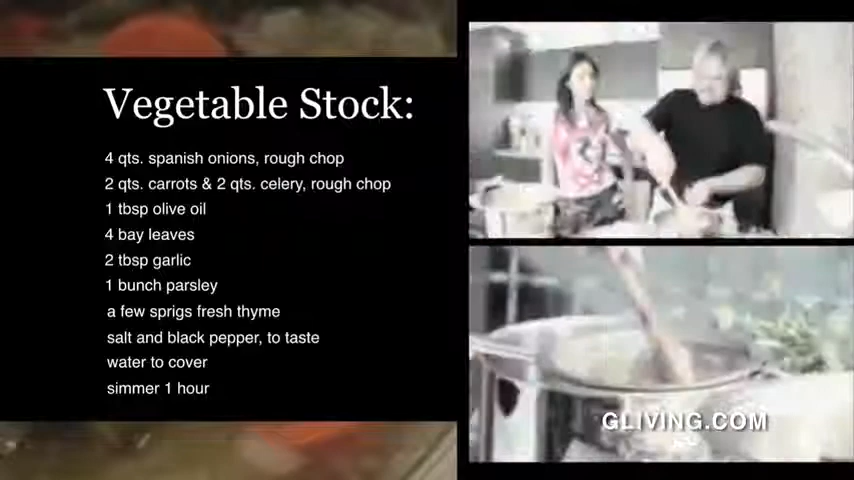 Vegetable Stock:
4 qts. spanish onions, rough chop
2 qts. carrots & 2 qts. celery, rough chop
1 tbsp olive oil
4 bay leaves
2 tbsp garlic
1 bunch parsley
a few sprigs fresh thyme
salt and black pepper, to taste
water to cover
simmer 1 hour
GLIVING.COM